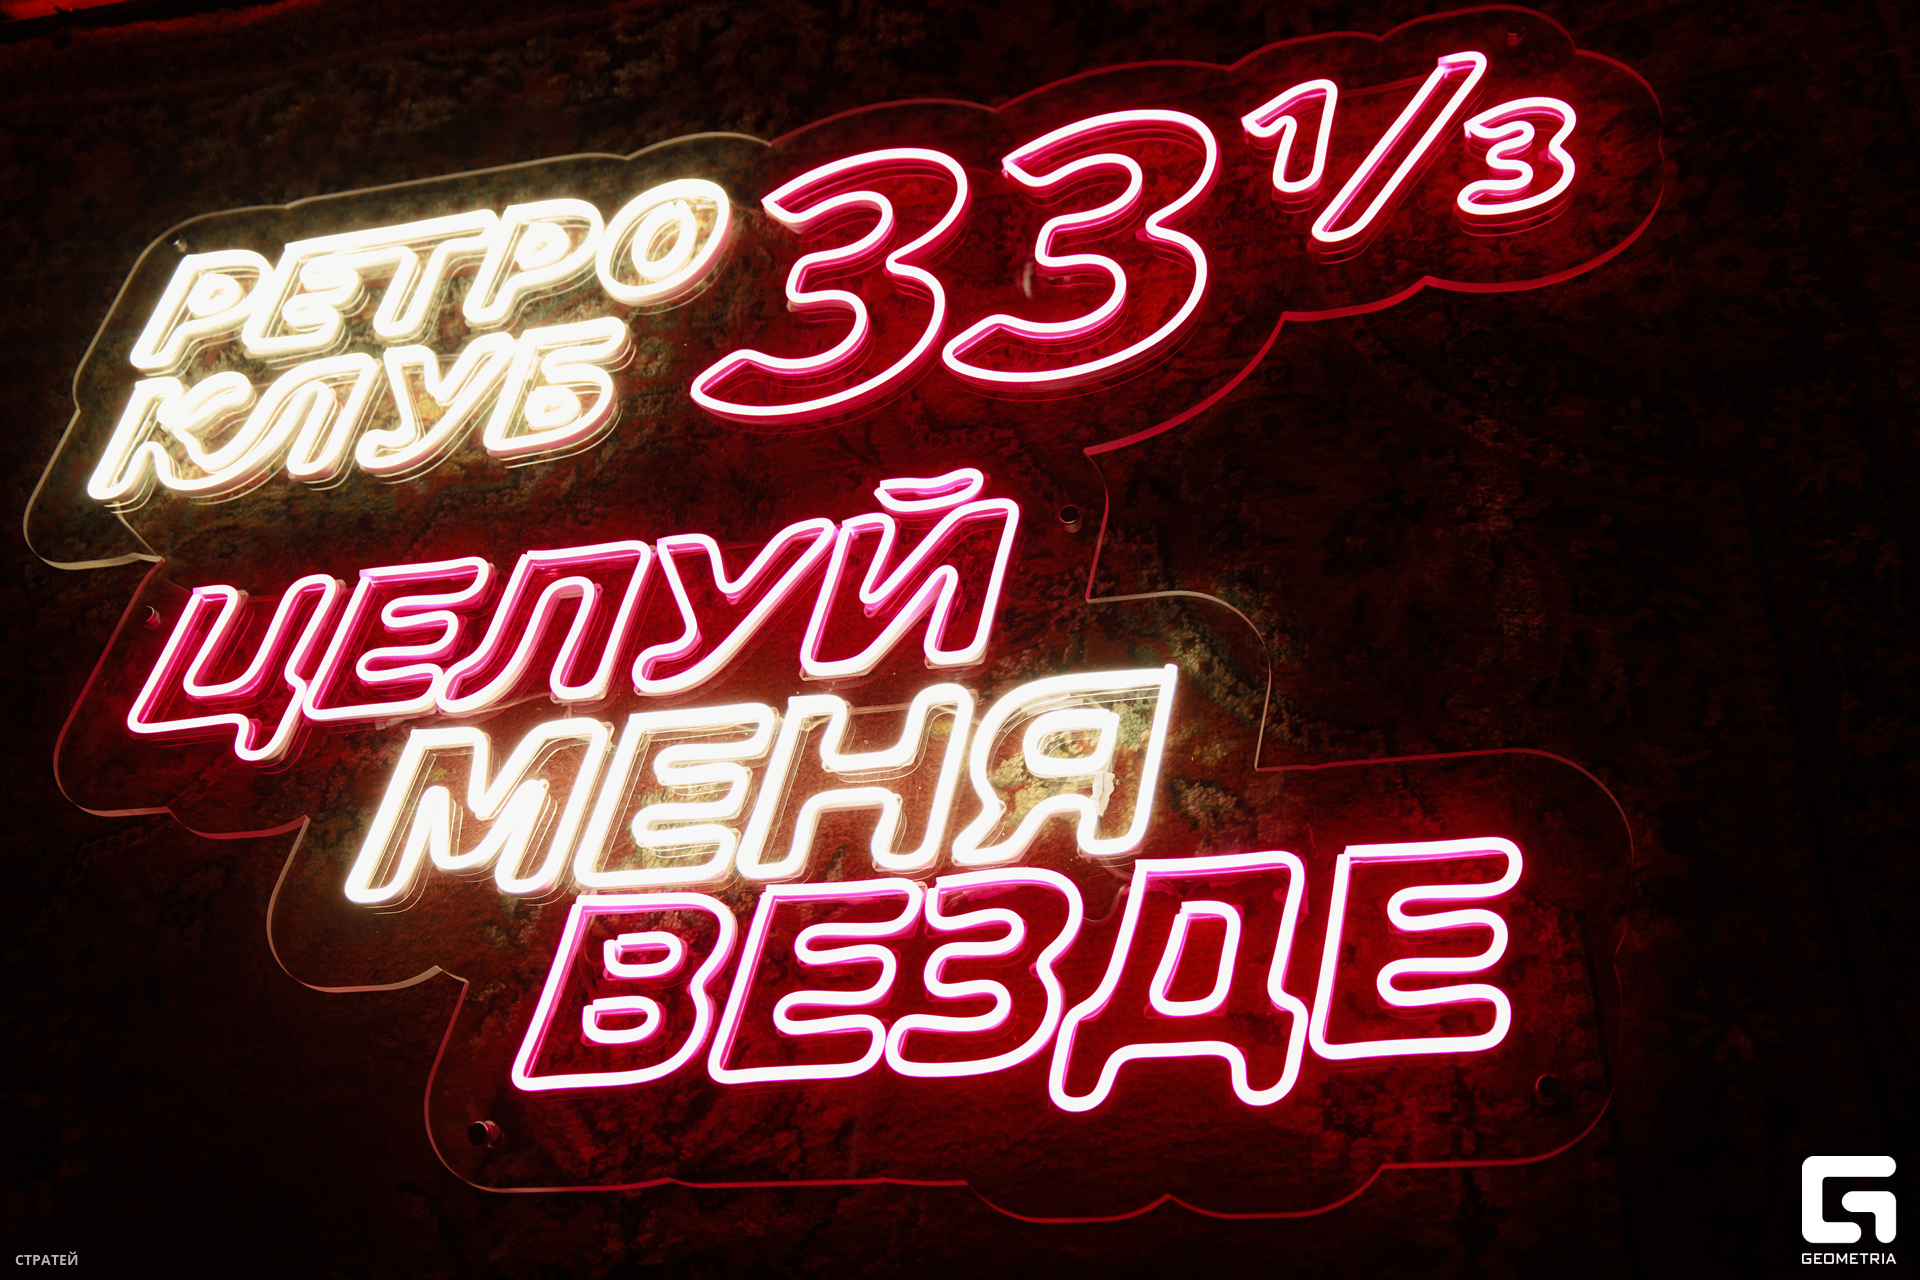 РЕТРО
КЛУБ
33 1/3
ЦЕЛУЙ
МЕНЯ
ВЕЗДЕ
СТРАТЕЙ
GEOMETRIA